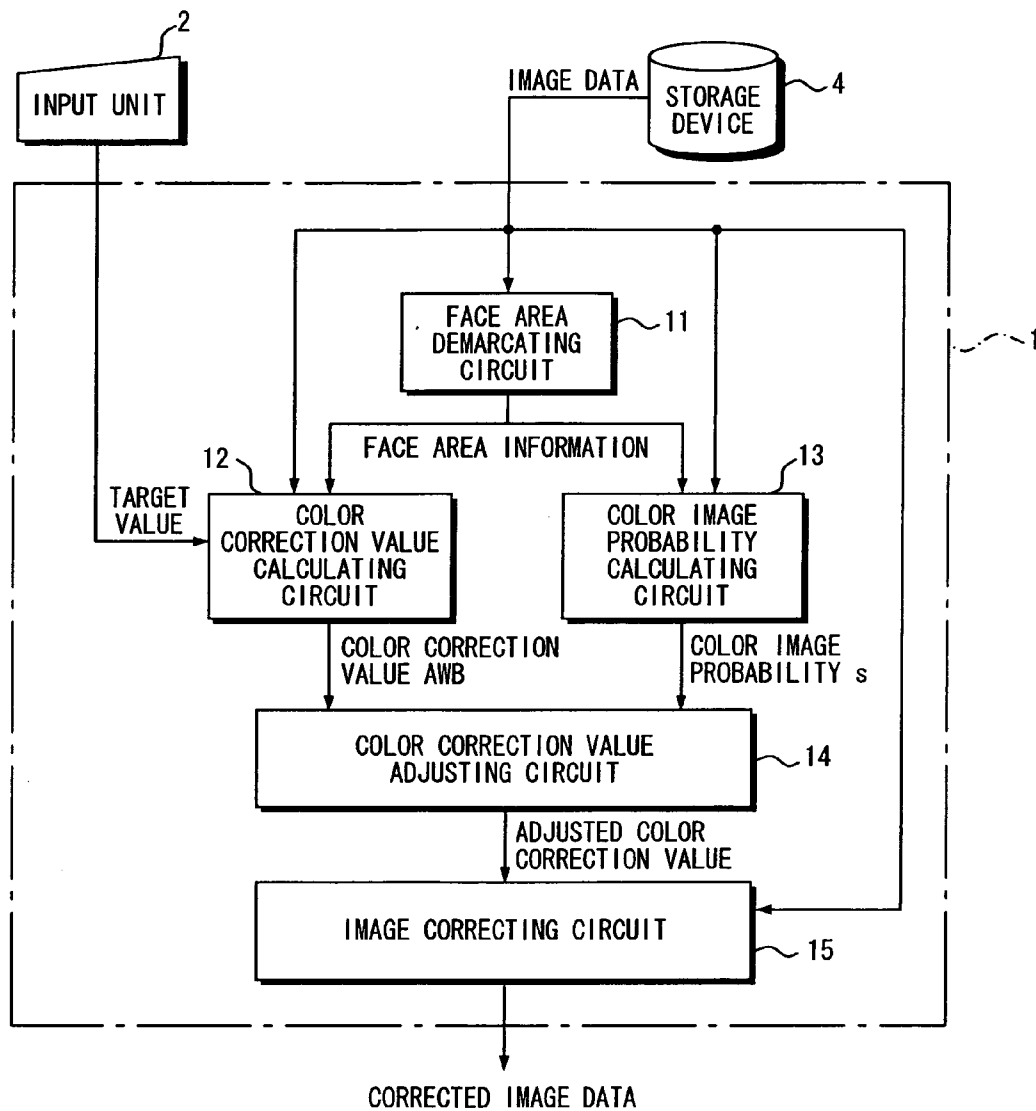 2
INPUT UNIT
IMAGE DATA
STORAGE
DEVICE
4
1
FACE AREA
DEMARCATING
CIRCUIT
11
FACE AREA INFORMATION
12
13
TARGET
VALUE
COLOR
CORRECTION VALUE
CALCULATING
CIRCUIT
COLOR IMAGE
PROBABILITY
CALCULATING
CIRCUIT
COLOR CORRECTION
VALUE AWB
COLOR IMAGE
PROBABILITY s
COLOR CORRECTION VALUE
ADJUSTING CIRCUIT
14
ADJUSTED COLOR
CORRECTION VALUE
IMAGE CORRECTING CIRCUIT
15
CORRECTED IMAGE DATA